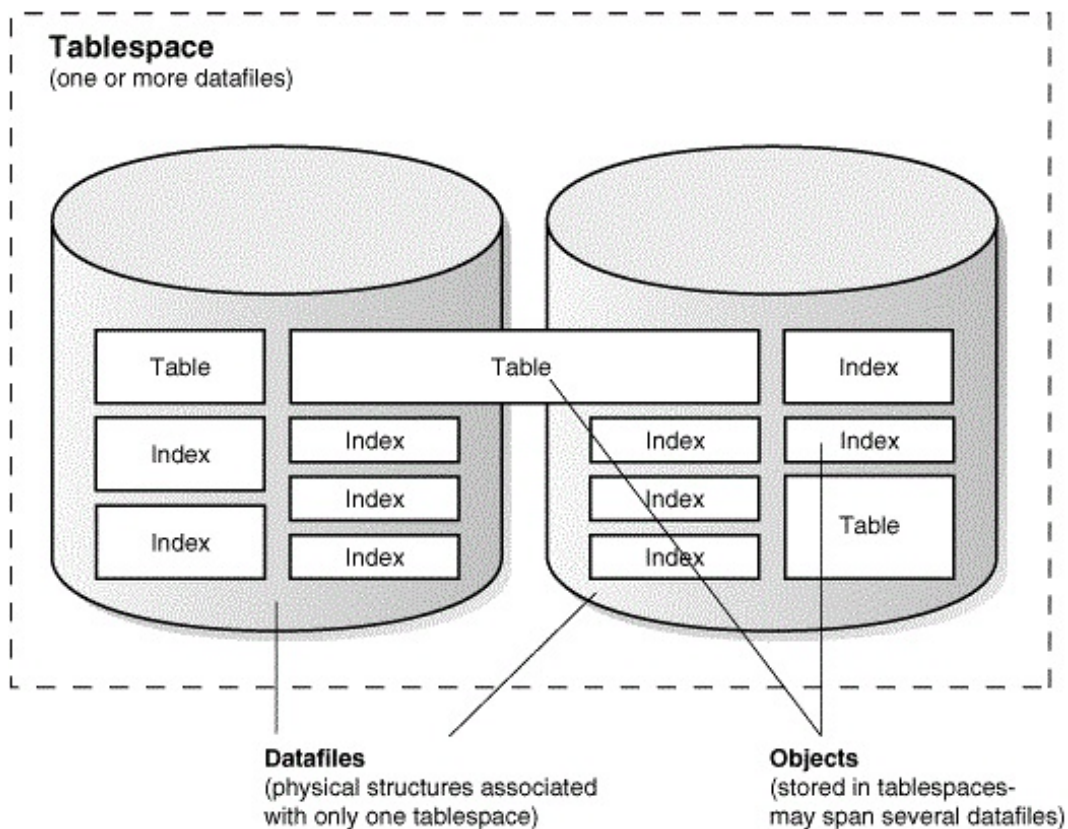 Tablespace
(one or more datafiles)
Table
Table
Index
Index
Index
Index
Index
Index
Index
Index
Table
Index
Index
Index
Datafiles
(physical structures associated
with only one tablespace)
Objects
(stored in tablespaces-
may span several datafiles)